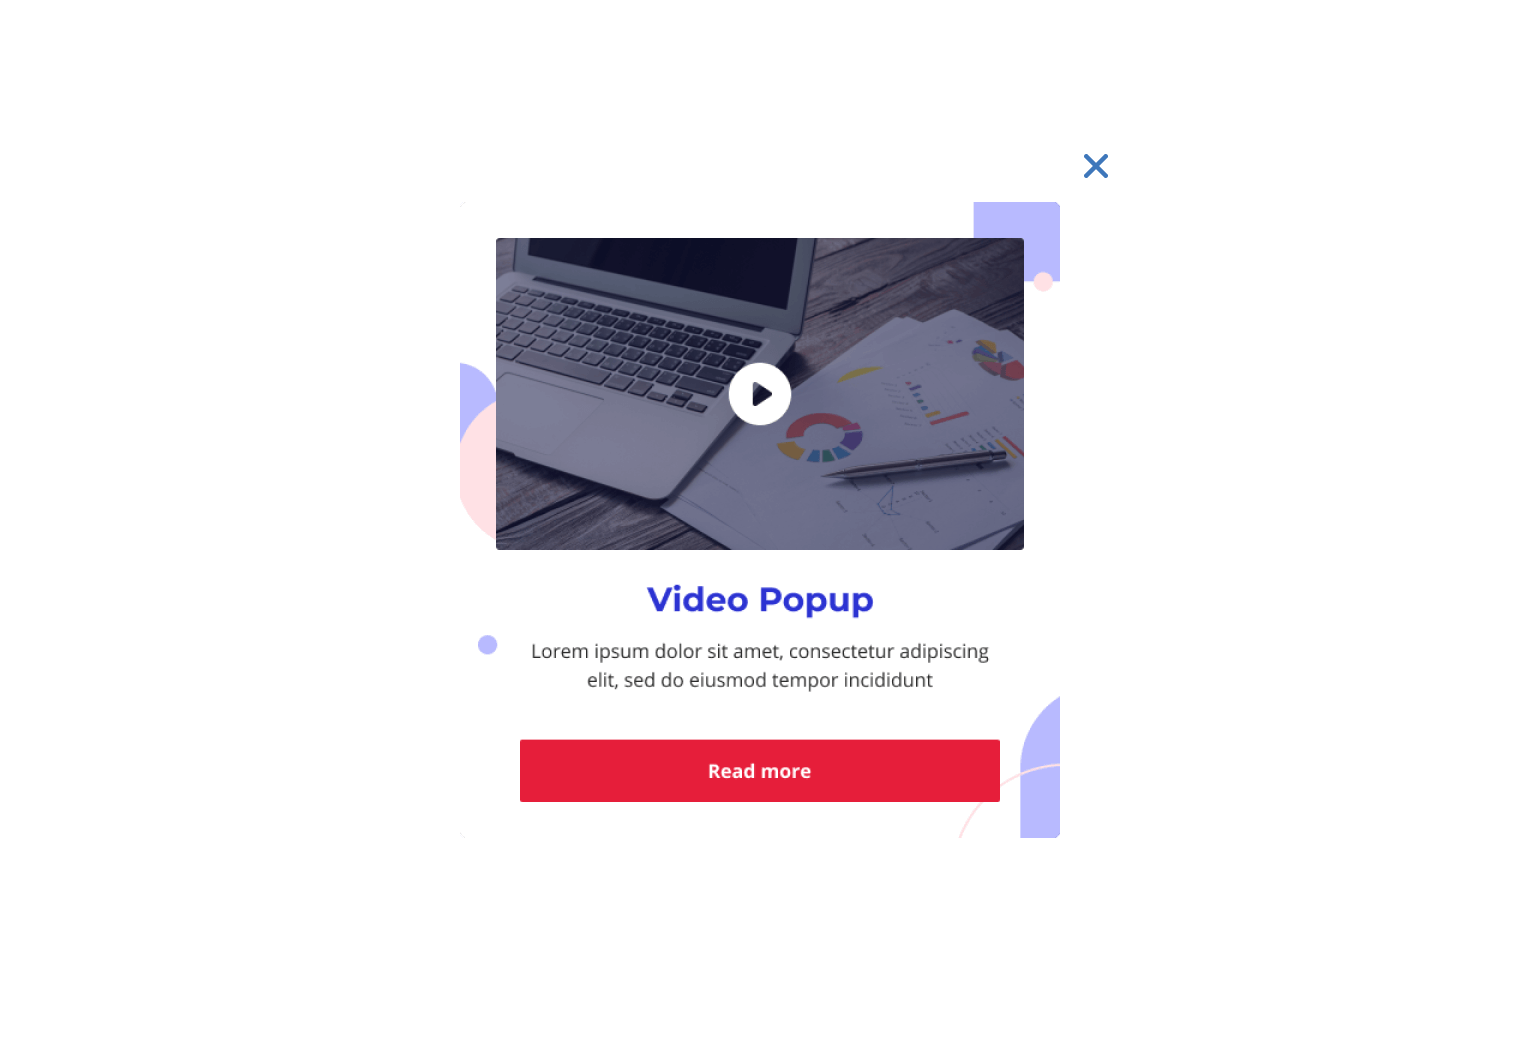 Video Popup
Lorem ipsum dolor sit amet, consectetur adipiscing
elit, sed do eiusmod tempor incididunt
Read more